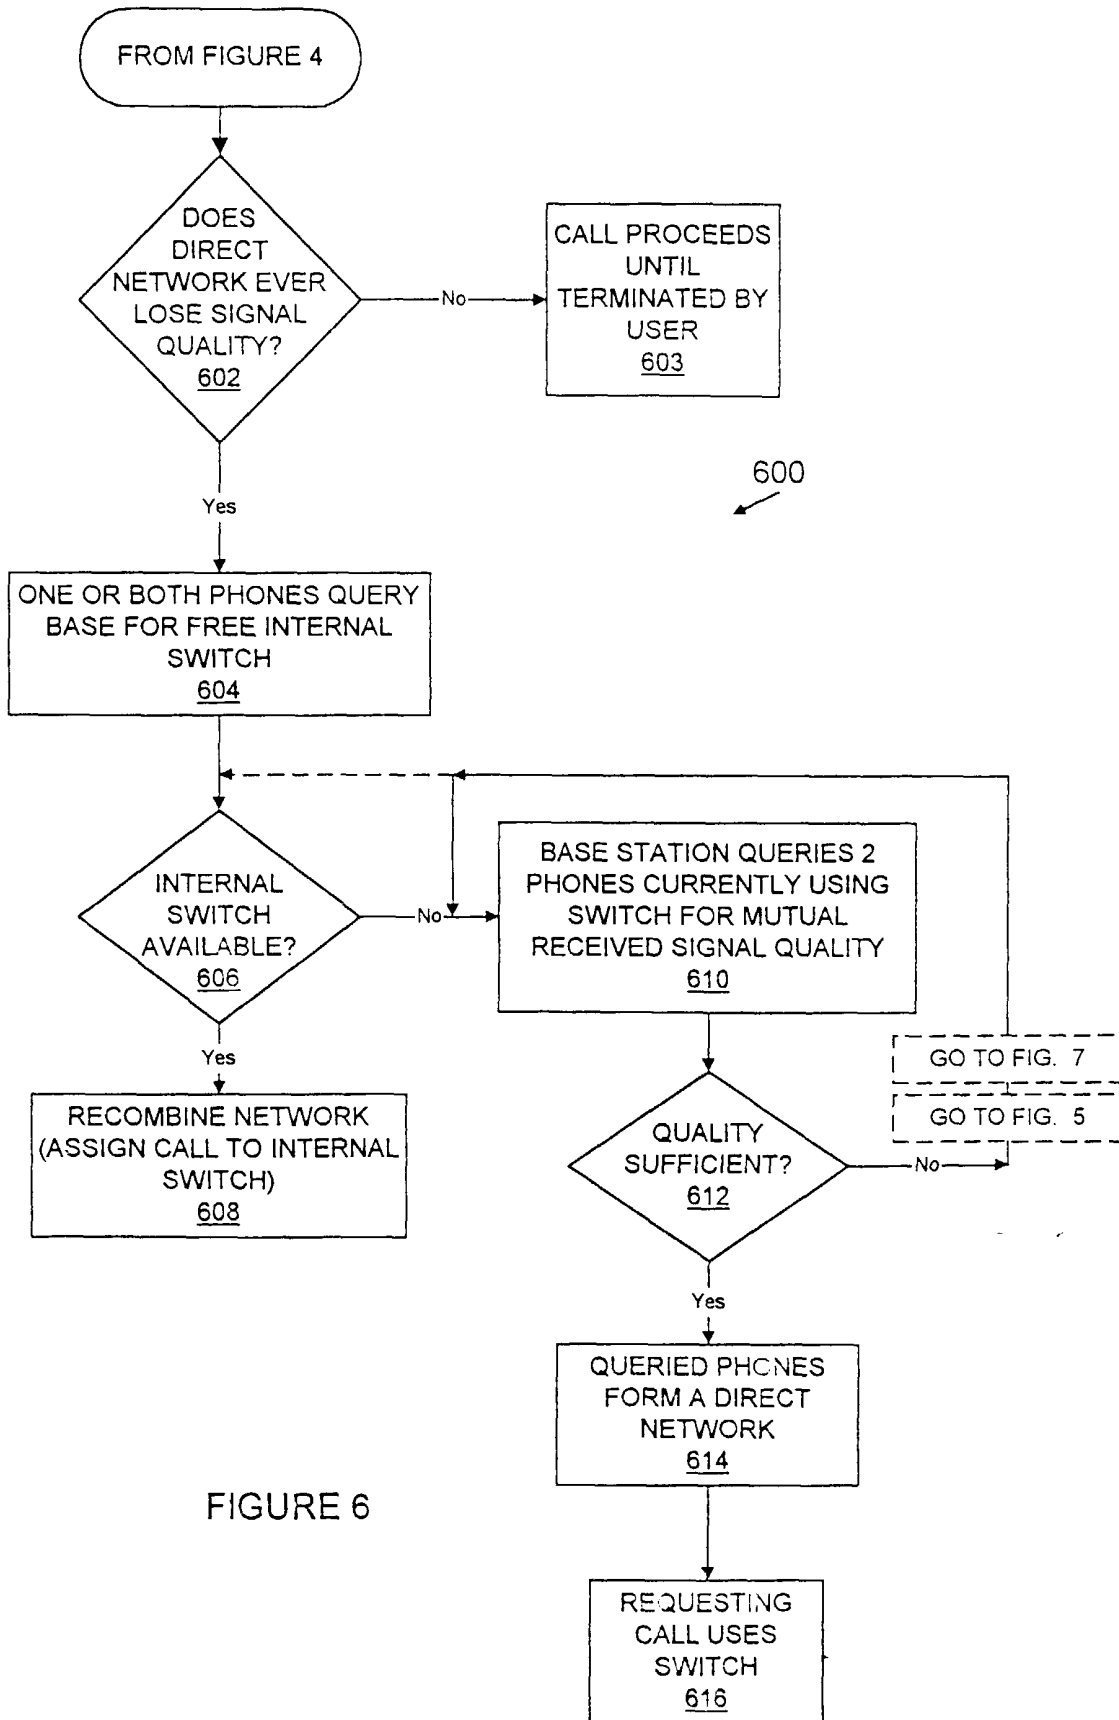 FROM FIGURE 4
DOES
DIRECT
NETWORK EVER
LOSE SIGNAL
QUALITY?
602
No
CALL PROCEEDS
UNTIL
TERMINATED BY
USER
603
600
Yes
ONE OR BOTH PHONES QUERY
BASE FOR FREE INTERNAL
SWITCH
604
INTERNAL
SWITCH
AVAILABLE?
606
No
BASE STATION QUERIES 2
PHONES CURRENTLY USING
SWITCH FOR MUTUAL
RECEIVED SIGNAL QUALITY
610
Yes
RECOMBINE NETWORK
(ASSIGN CALL TO INTERNAL
SWITCH)
608
GO TO FIG. 7
GO TO FIG. 5
QUALITY
SUFFICIENT?
612
No
Yes
QUERIED PHONES
FORM A DIRECT
NETWORK
614
FIGURE 6
REQUESTING
CALL USES
SWITCH
616